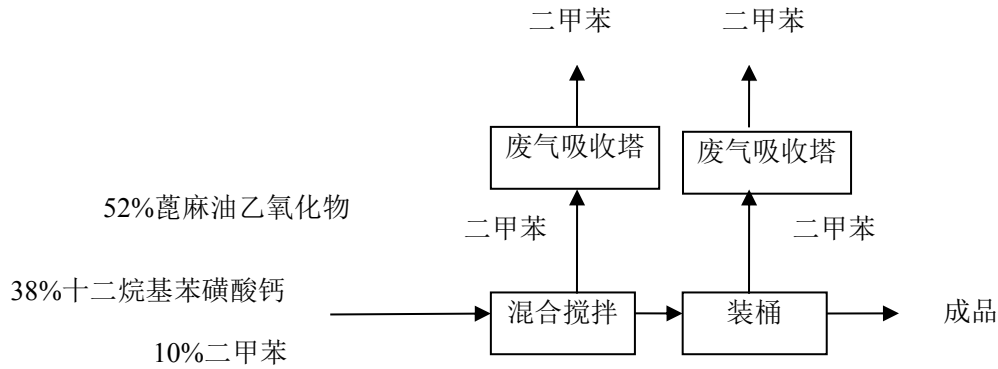 二甲苯
二甲苯
废气吸收塔
废气吸收塔
52%蓖麻油乙氧化物
二甲苯
二甲苯
38%十二烷基苯磺酸钙
混合搅拌
装桶
成品
10%二甲苯